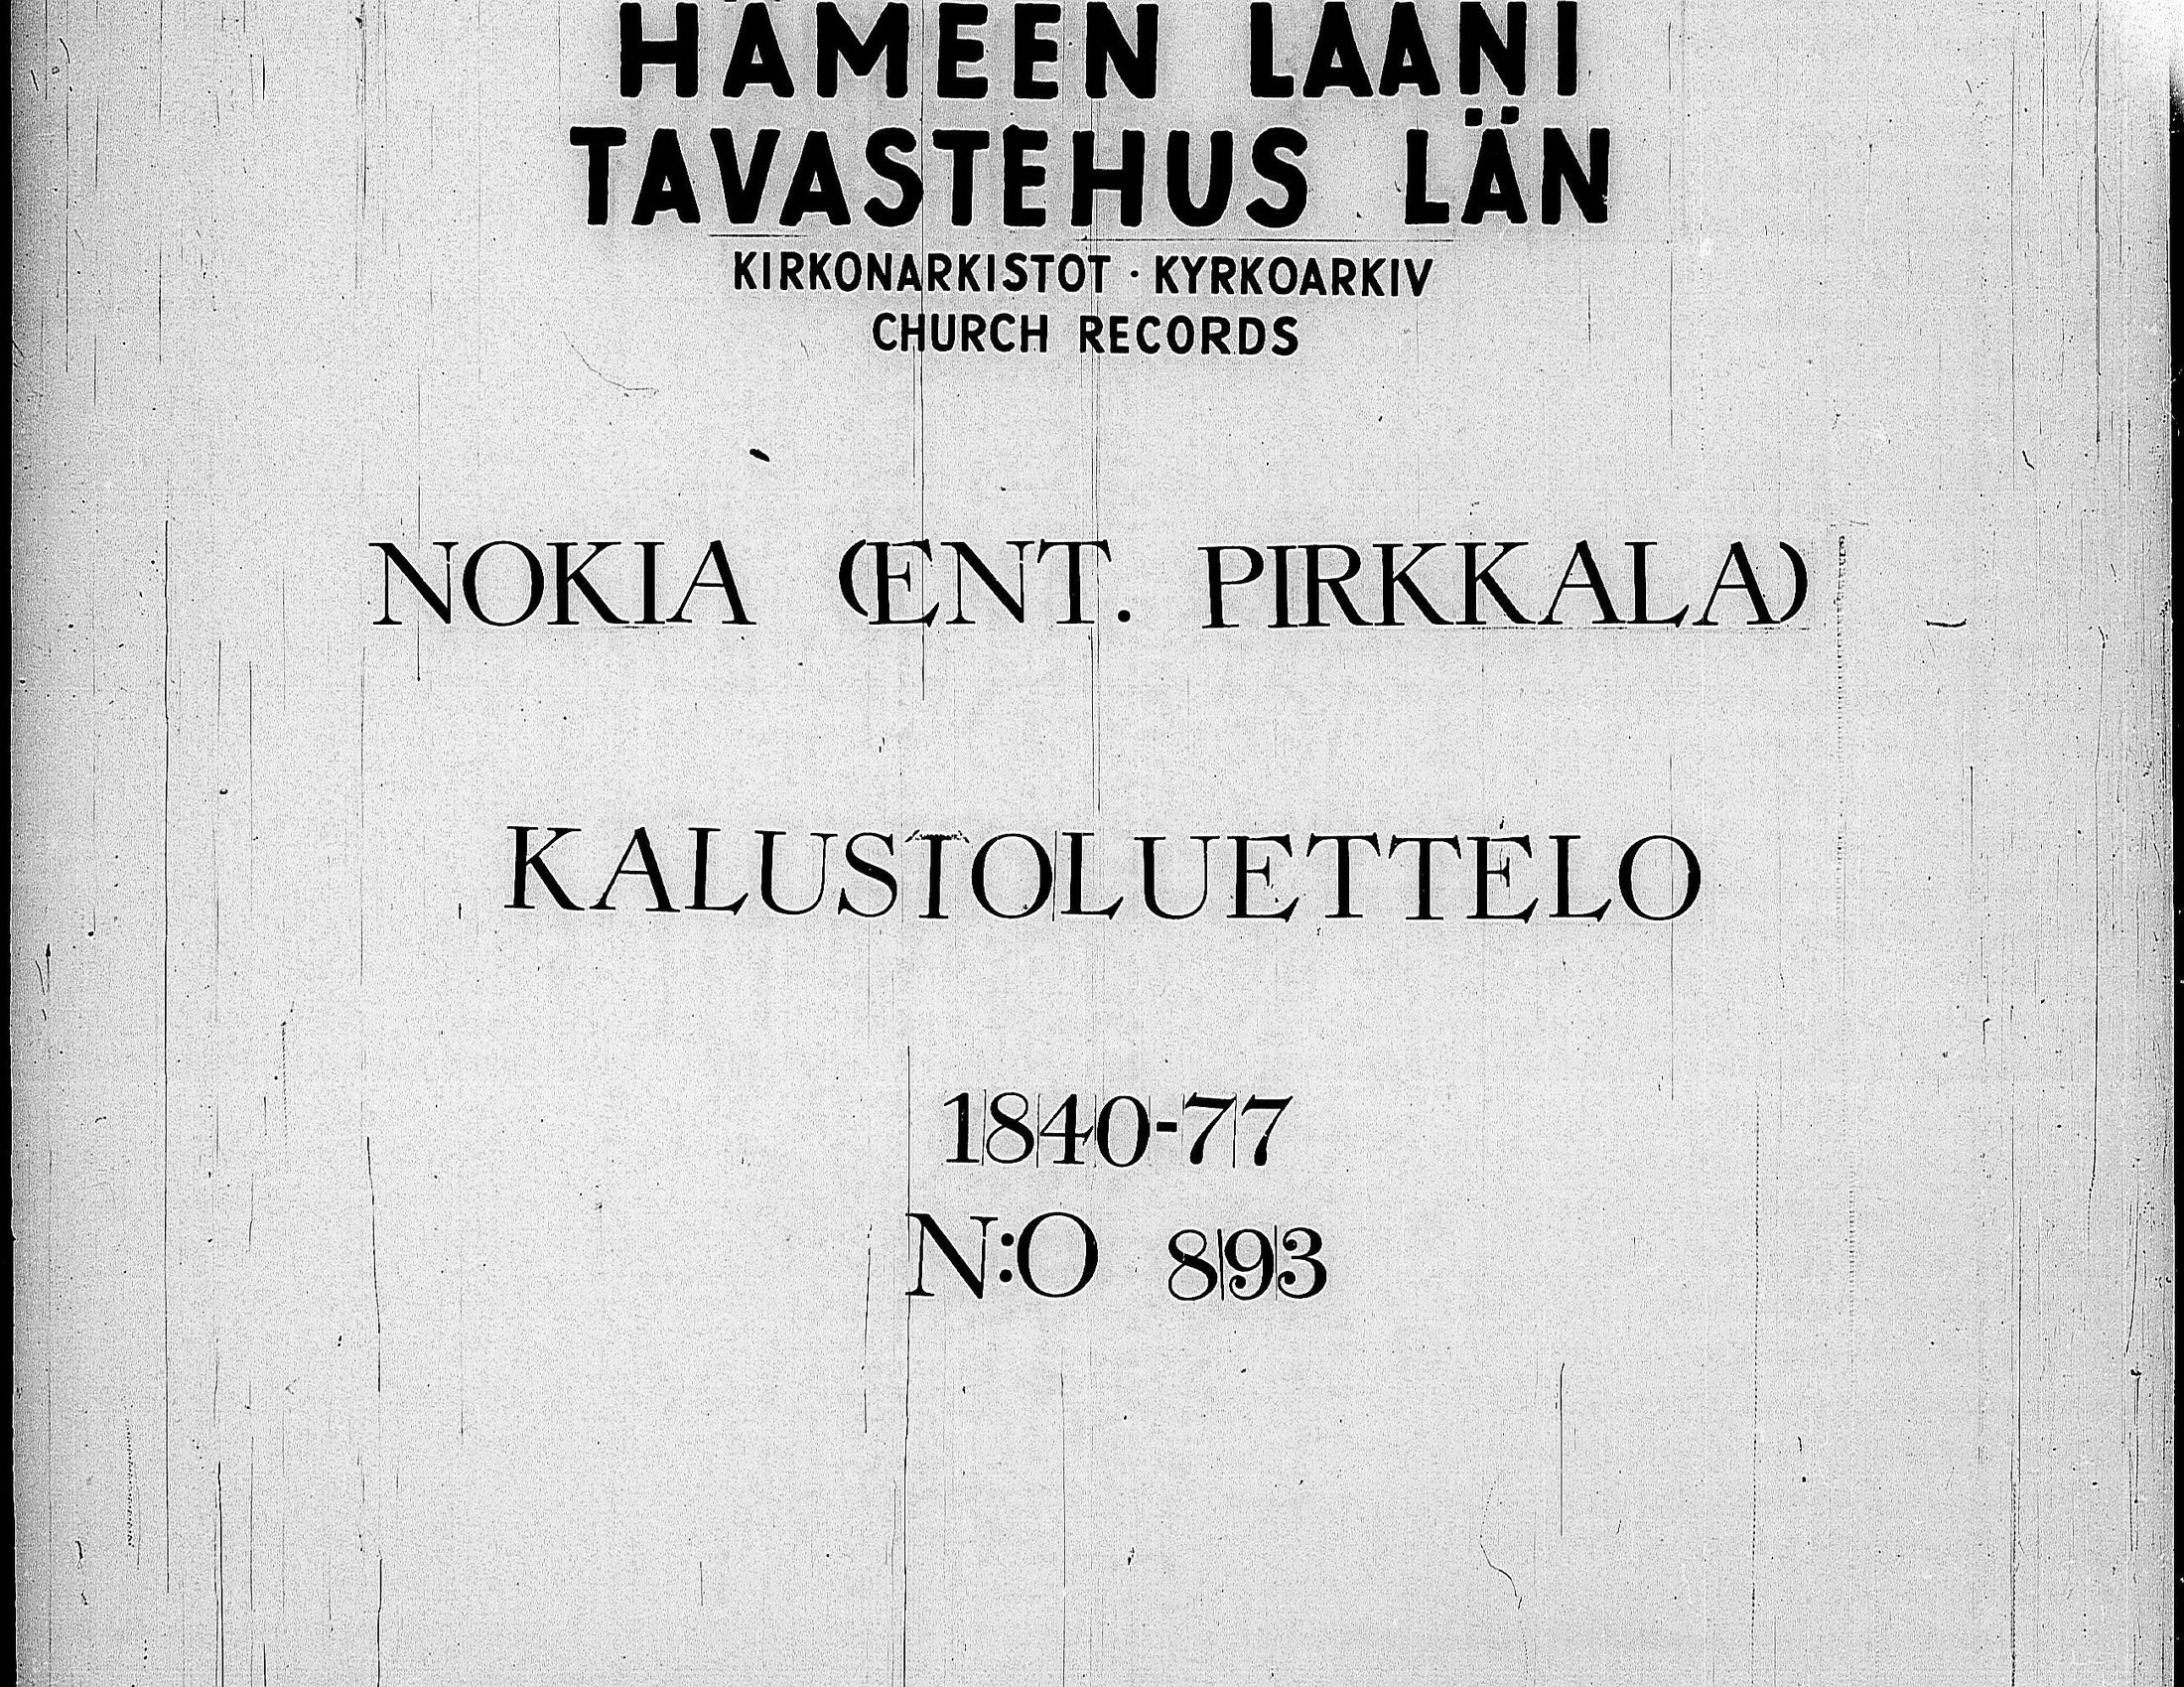 HÄMEEN LAANI
TAVASTEHUS LÄN
KIRKONARKISTOT · KYRKOARKIV
CHURCH RECORDS
NOKIA (ENT. PIRKKALA)
KALUSTOLUETTELO
1840-77
N:O 893